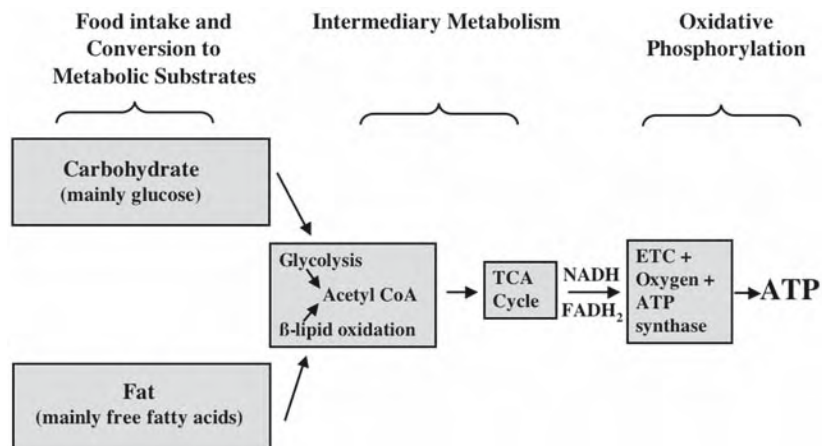 Food intake and
Conversion to
Metabolic Substrates
Intermediary Metabolism
Oxidative
Phosphorylation
Carbohydrate
(mainly glucose)
Glycolysis
Acetyl CoA
ß-lipid oxidation
TCA
Cycle
NADH
FADH₂
ETC +
Oxygen +
ATP
synthase
ATP
Fat
(mainly free fatty acids)